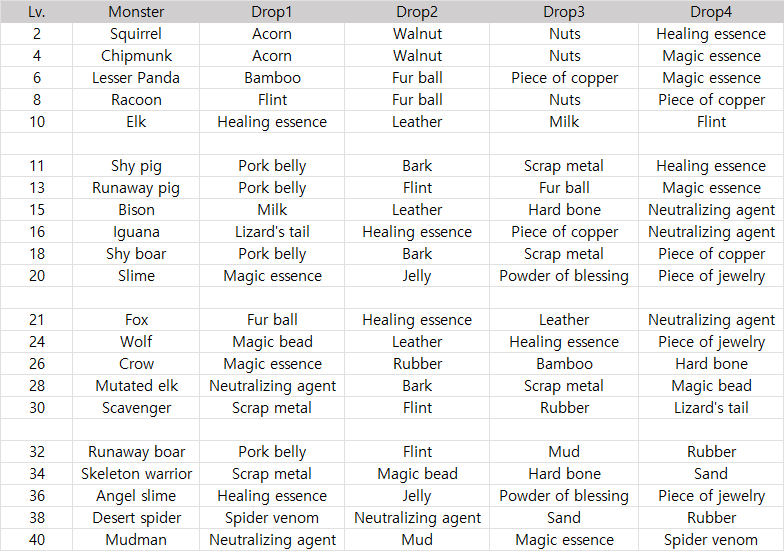 Lv. Monster Drop1 Drop2 Drop3 Drop4
2 Squirrel Acorn Walnut Nuts Healing essence
4 Chipmunk Acorn Walnut Nuts Magic essence
6 Lesser Panda Bamboo Fur ball Piece of copper Magic essence
8 Racoon Flint Fur ball Nuts Piece of copper
10 Elk Healing essence Leather Milk Flint
11 Shy pig Pork belly Bark Scrap metal Healing essence
13 Runaway pig Pork belly Flint Fur ball Magic essence
15 Bison Milk Leather Hard bone Neutralizing agent
16 Iguana Lizard's tail Healing essence Piece of copper Neutralizing agent
18 Shy boar Pork belly Bark Scrap metal Piece of copper
20 Slime Magic essence Jelly Powder of blessing Piece of jewelry
21 Fox Fur ball Healing essence Leather Neutralizing agent
24 Wolf Magic bead Leather Healing essence Piece of jewelry
26 Crow Magic essence Rubber Bamboo Hard bone
28 Mutated elk Neutralizing agent Bark Scrap metal Magic bead
30 Scavenger Scrap metal Flint Rubber Lizard's tail
32 Runaway boar Pork belly Flint Mud Rubber
34 Skeleton warrior Scrap metal Magic bead Hard bone Sand
36 Angel slime Healing essence Jelly Powder of blessing Piece of jewelry
38 Desert spider Spider venom Neutralizing agent Sand Rubber
40 Mudman Neutralizing agent Mud Magic essence Spider venom